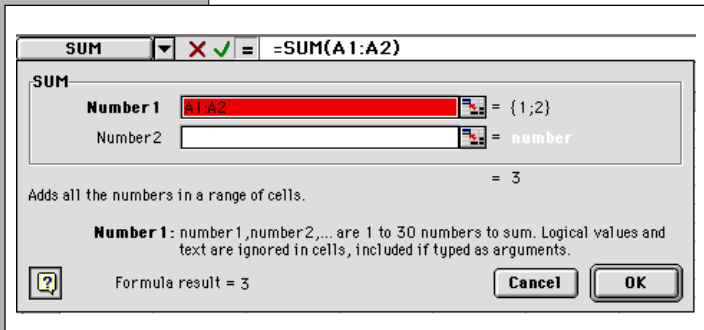 SUM =SUM(A1:A2)
SUM
Number1 A1:A2 = {1;2}
Number2 = number
= 3
Adds all the numbers in a range of cells.
Number1: number1,number2,... are 1 to 30 numbers to sum. Logical values and
text are ignored in cells, included if typed as arguments.
Formula result = 3 Cancel OK